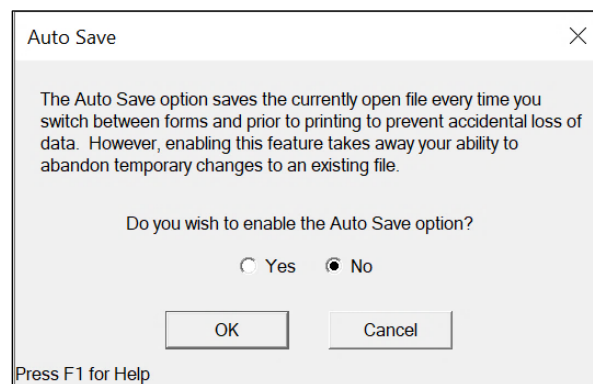 Auto Save
The Auto Save option saves the currently open file every time you
switch between forms and prior to printing to prevent accidental loss of
data.  However, enabling this feature takes away your ability to
abandon temporary changes to an existing file.
Do you wish to enable the Auto Save option?
Yes No
OK Cancel
Press F1 for Help